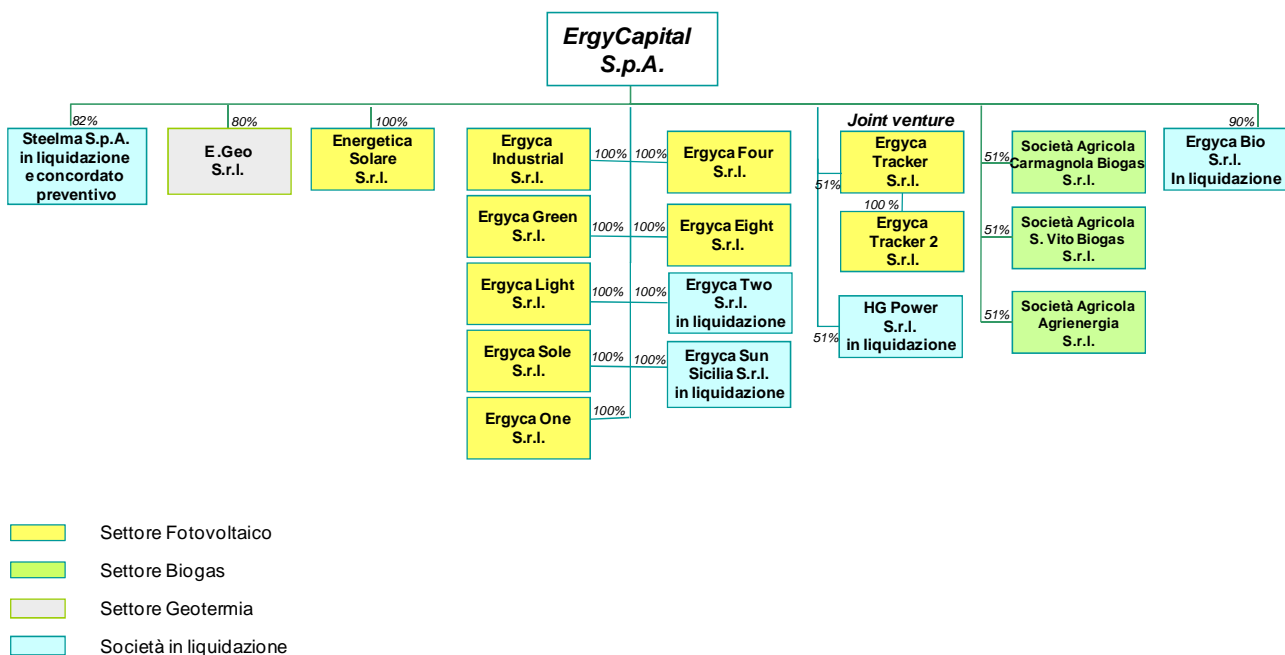 ErgyCapital
S.p.A.
82%
Steelma S.p.A.
in liquidazione
e concordato
preventivo
80%
E.Geo
S.r.l.
100%
Energetica
Solare
S.r.l.
Ergyca
Industrial
S.r.l.
100%
100%
Ergyca Four
S.r.l.
Ergyca Green
S.r.l.
100%
100%
Ergyca Eight
S.r.l.
Ergyca Light
S.r.l.
100%
100%
Ergyca Two
S.r.l.
in liquidazione
Ergyca Sole
S.r.l.
100%
100%
Ergyca Sun
Sicilia S.r.l.
in liquidazione
Ergyca One
S.r.l.
100%
Joint venture
Ergyca
Tracker
S.r.l.
51%
100 %
Ergyca
Tracker 2
S.r.l.
HG Power
S.r.l.
in liquidazione
51%
51%
Società Agricola
Carmagnola Biogas
S.r.l.
51%
Società Agricola
S. Vito Biogas
S.r.l.
51%
Società Agricola
Agrienergia
S.r.l.
90%
Ergyca Bio
S.r.l.
In liquidazione
Settore Fotovoltaico
Settore Biogas
Settore Geotermia
Società in liquidazione